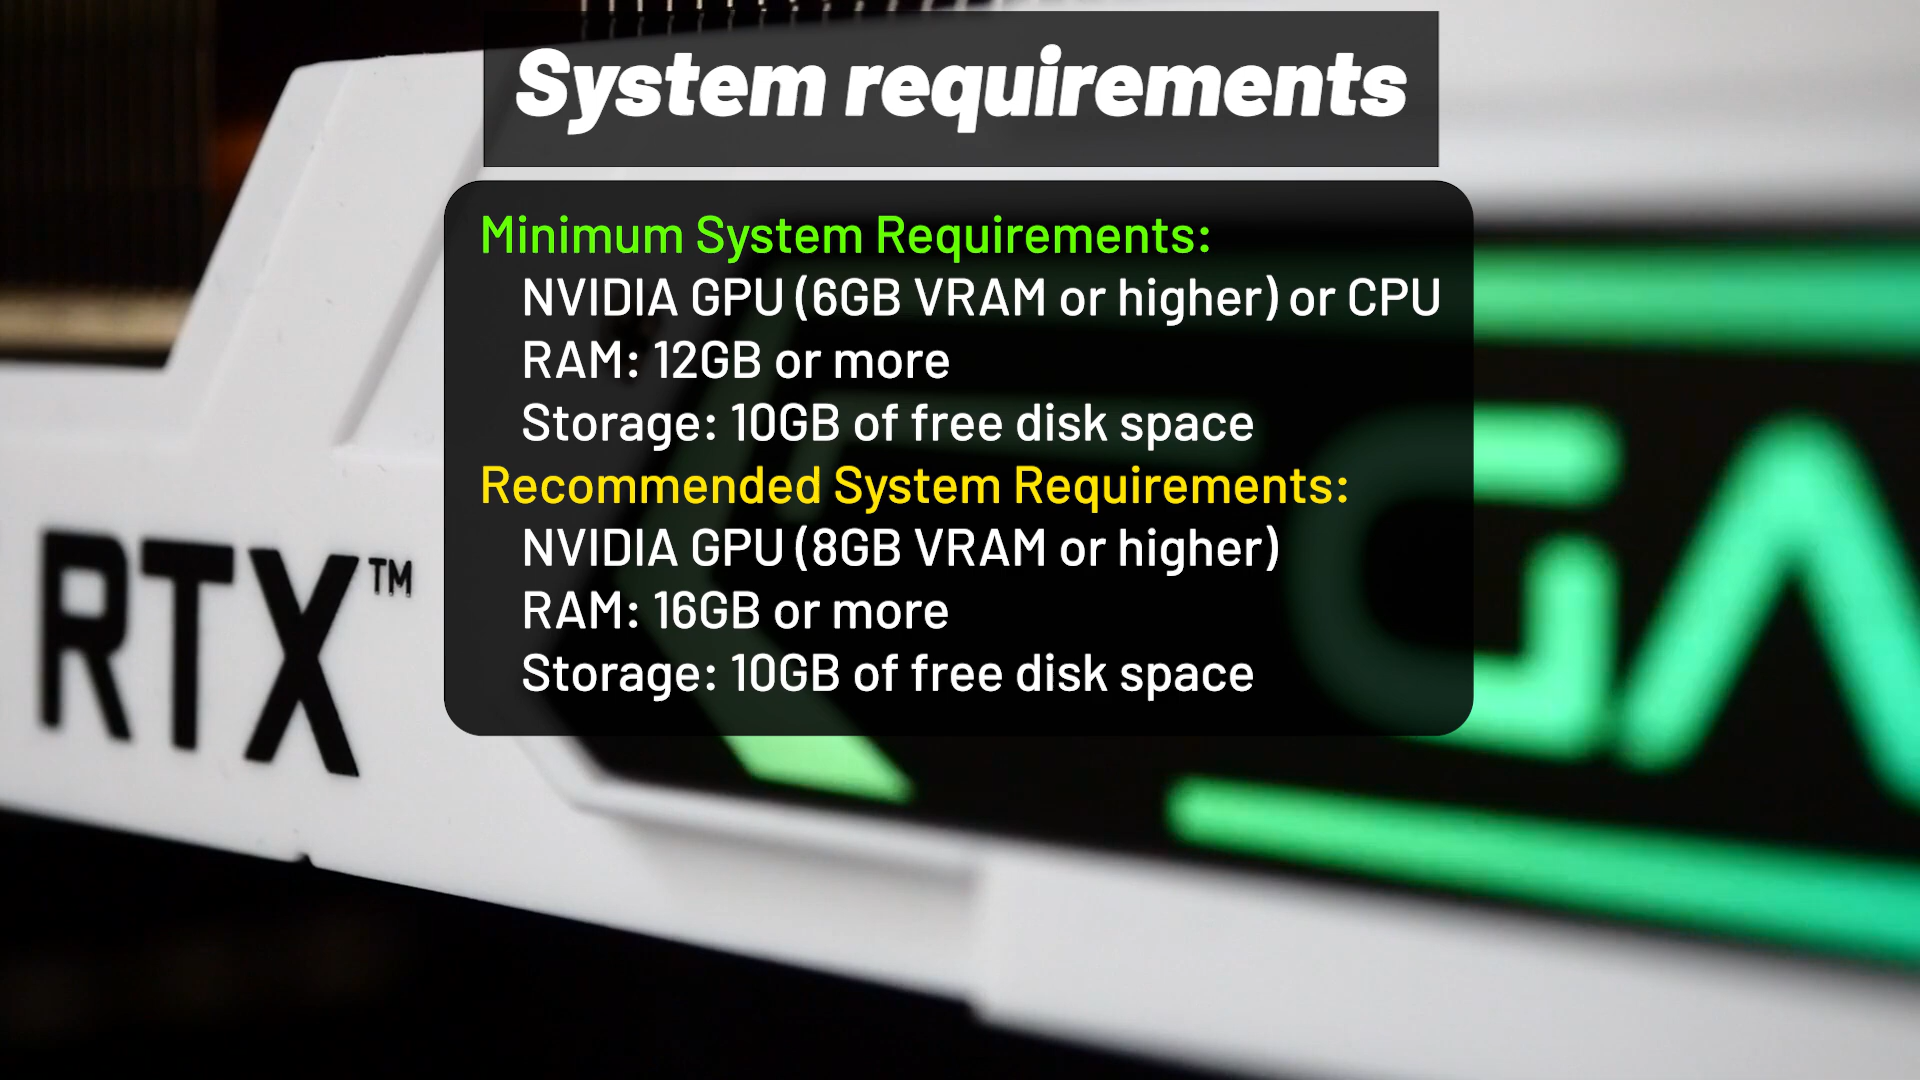 System requirements
Minimum System Requirements:
NVIDIA GPU (6GB VRAM or higher) or CPU
RAM: 12GB or more
Storage: 10GB of free disk space
Recommended System Requirements:
NVIDIA GPU (8GB VRAM or higher)
RAM: 16GB or more
Storage: 10GB of free disk space
RTX™
GA